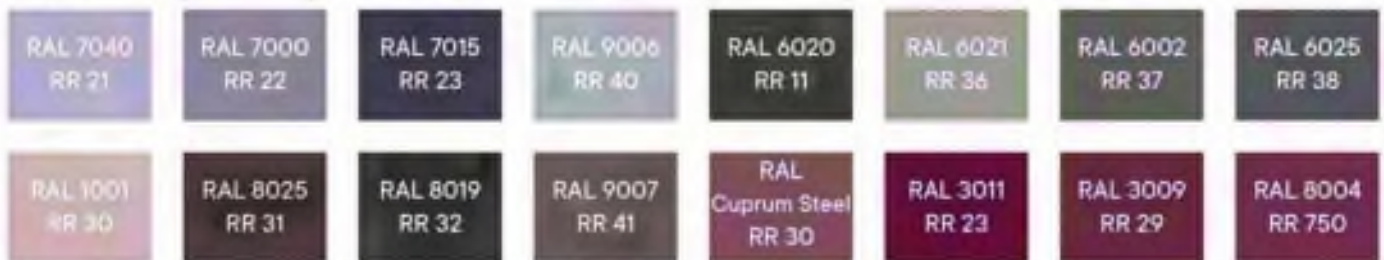 RAL 7040
RR 21
RAL 7000
RR 22
RAL 7015
RR 23
RAL 9006
RR 40
RAL 6020
RR 11
RAL 6021
RR 36
RAL 6002
RR 37
RAL 6025
RR 38
RAL 1001
RR 30
RAL 8025
RR 31
RAL 8019
RR 32
RAL 9007
RR 41
RAL
Cuprum Steel
RR 30
RAL 3011
RR 23
RAL 3009
RR 29
RAL 8004
RR 750